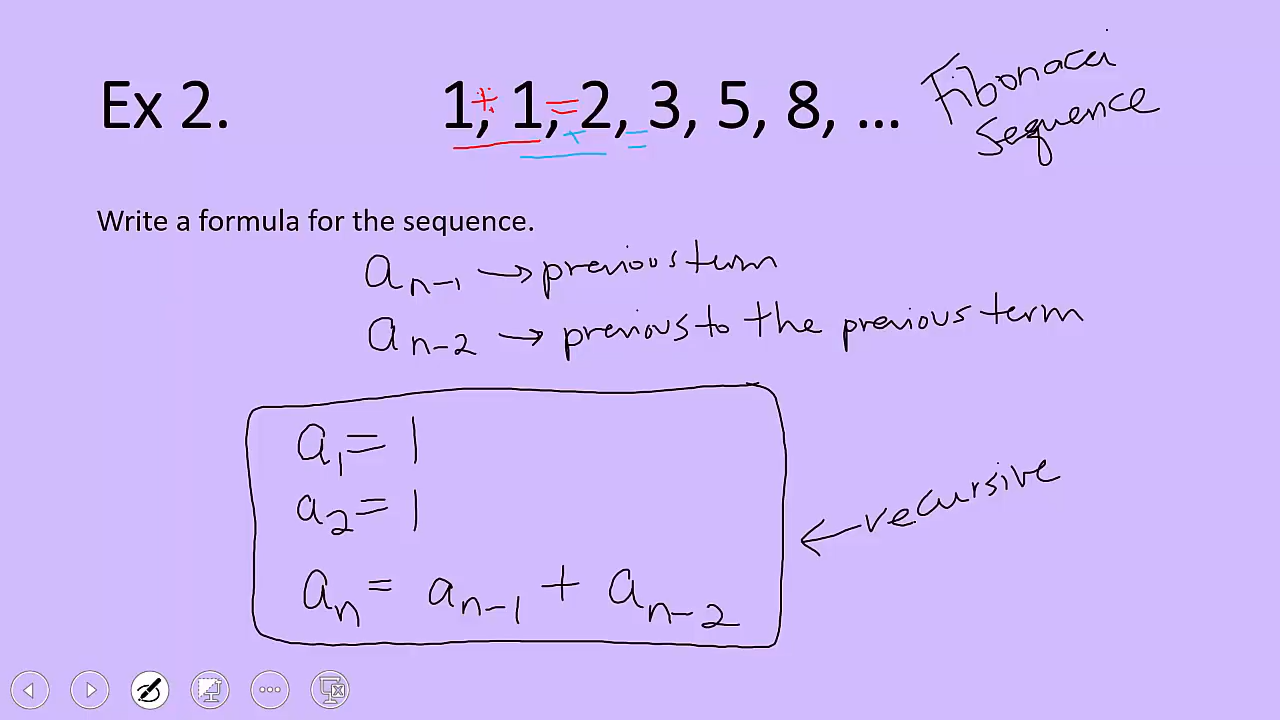 Ex 2. 1, 1, 2, 3, 5, 8, ... Fibonacci
+ = Sequence
+ =
Write a formula for the sequence.
aₙ₋₁ → previous term
aₙ₋₂ → previous to the previous term
a₁ = 1
a₂ = 1
← recursive
aₙ = aₙ₋₁ + aₙ₋₂